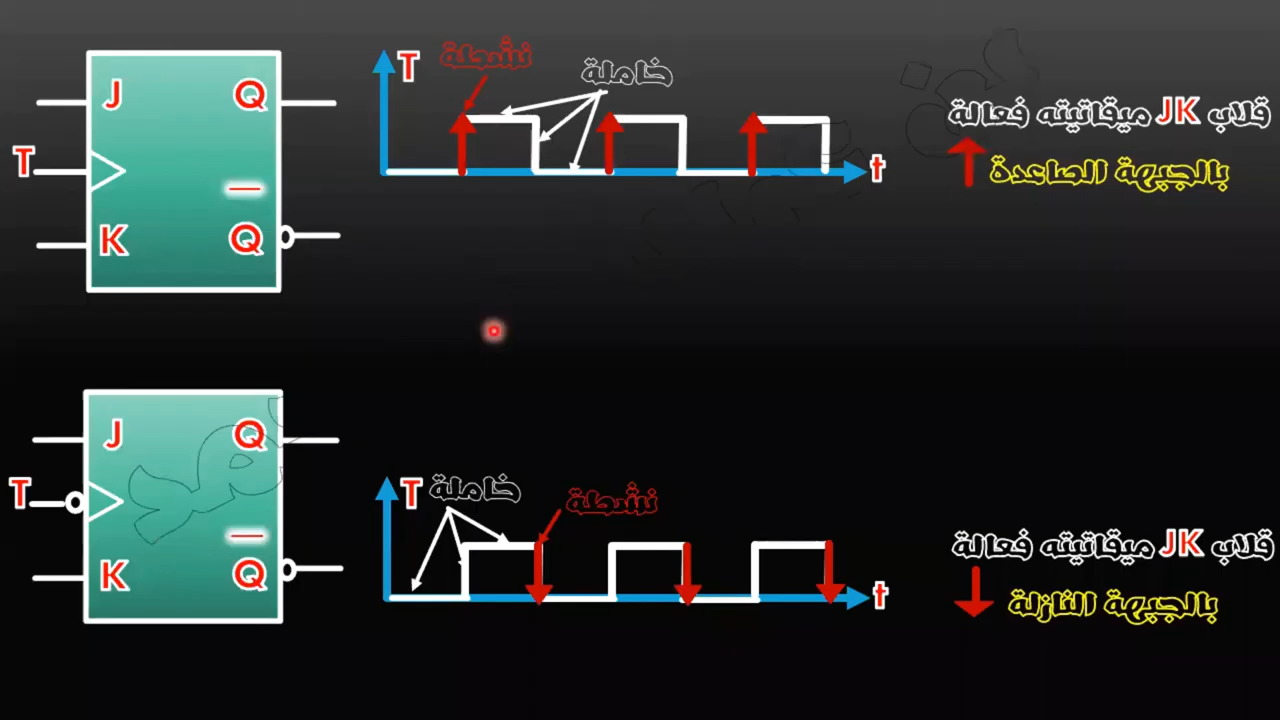 J Q
T
K Q
T
نشطة
خاملة
t
قلاب JK ميقاتيته فعالة
بالجبهة الصاعدة
J Q
T
K Q
T
خاملة
نشطة
t
قلاب JK ميقاتيته فعالة
بالجبهة النازلة